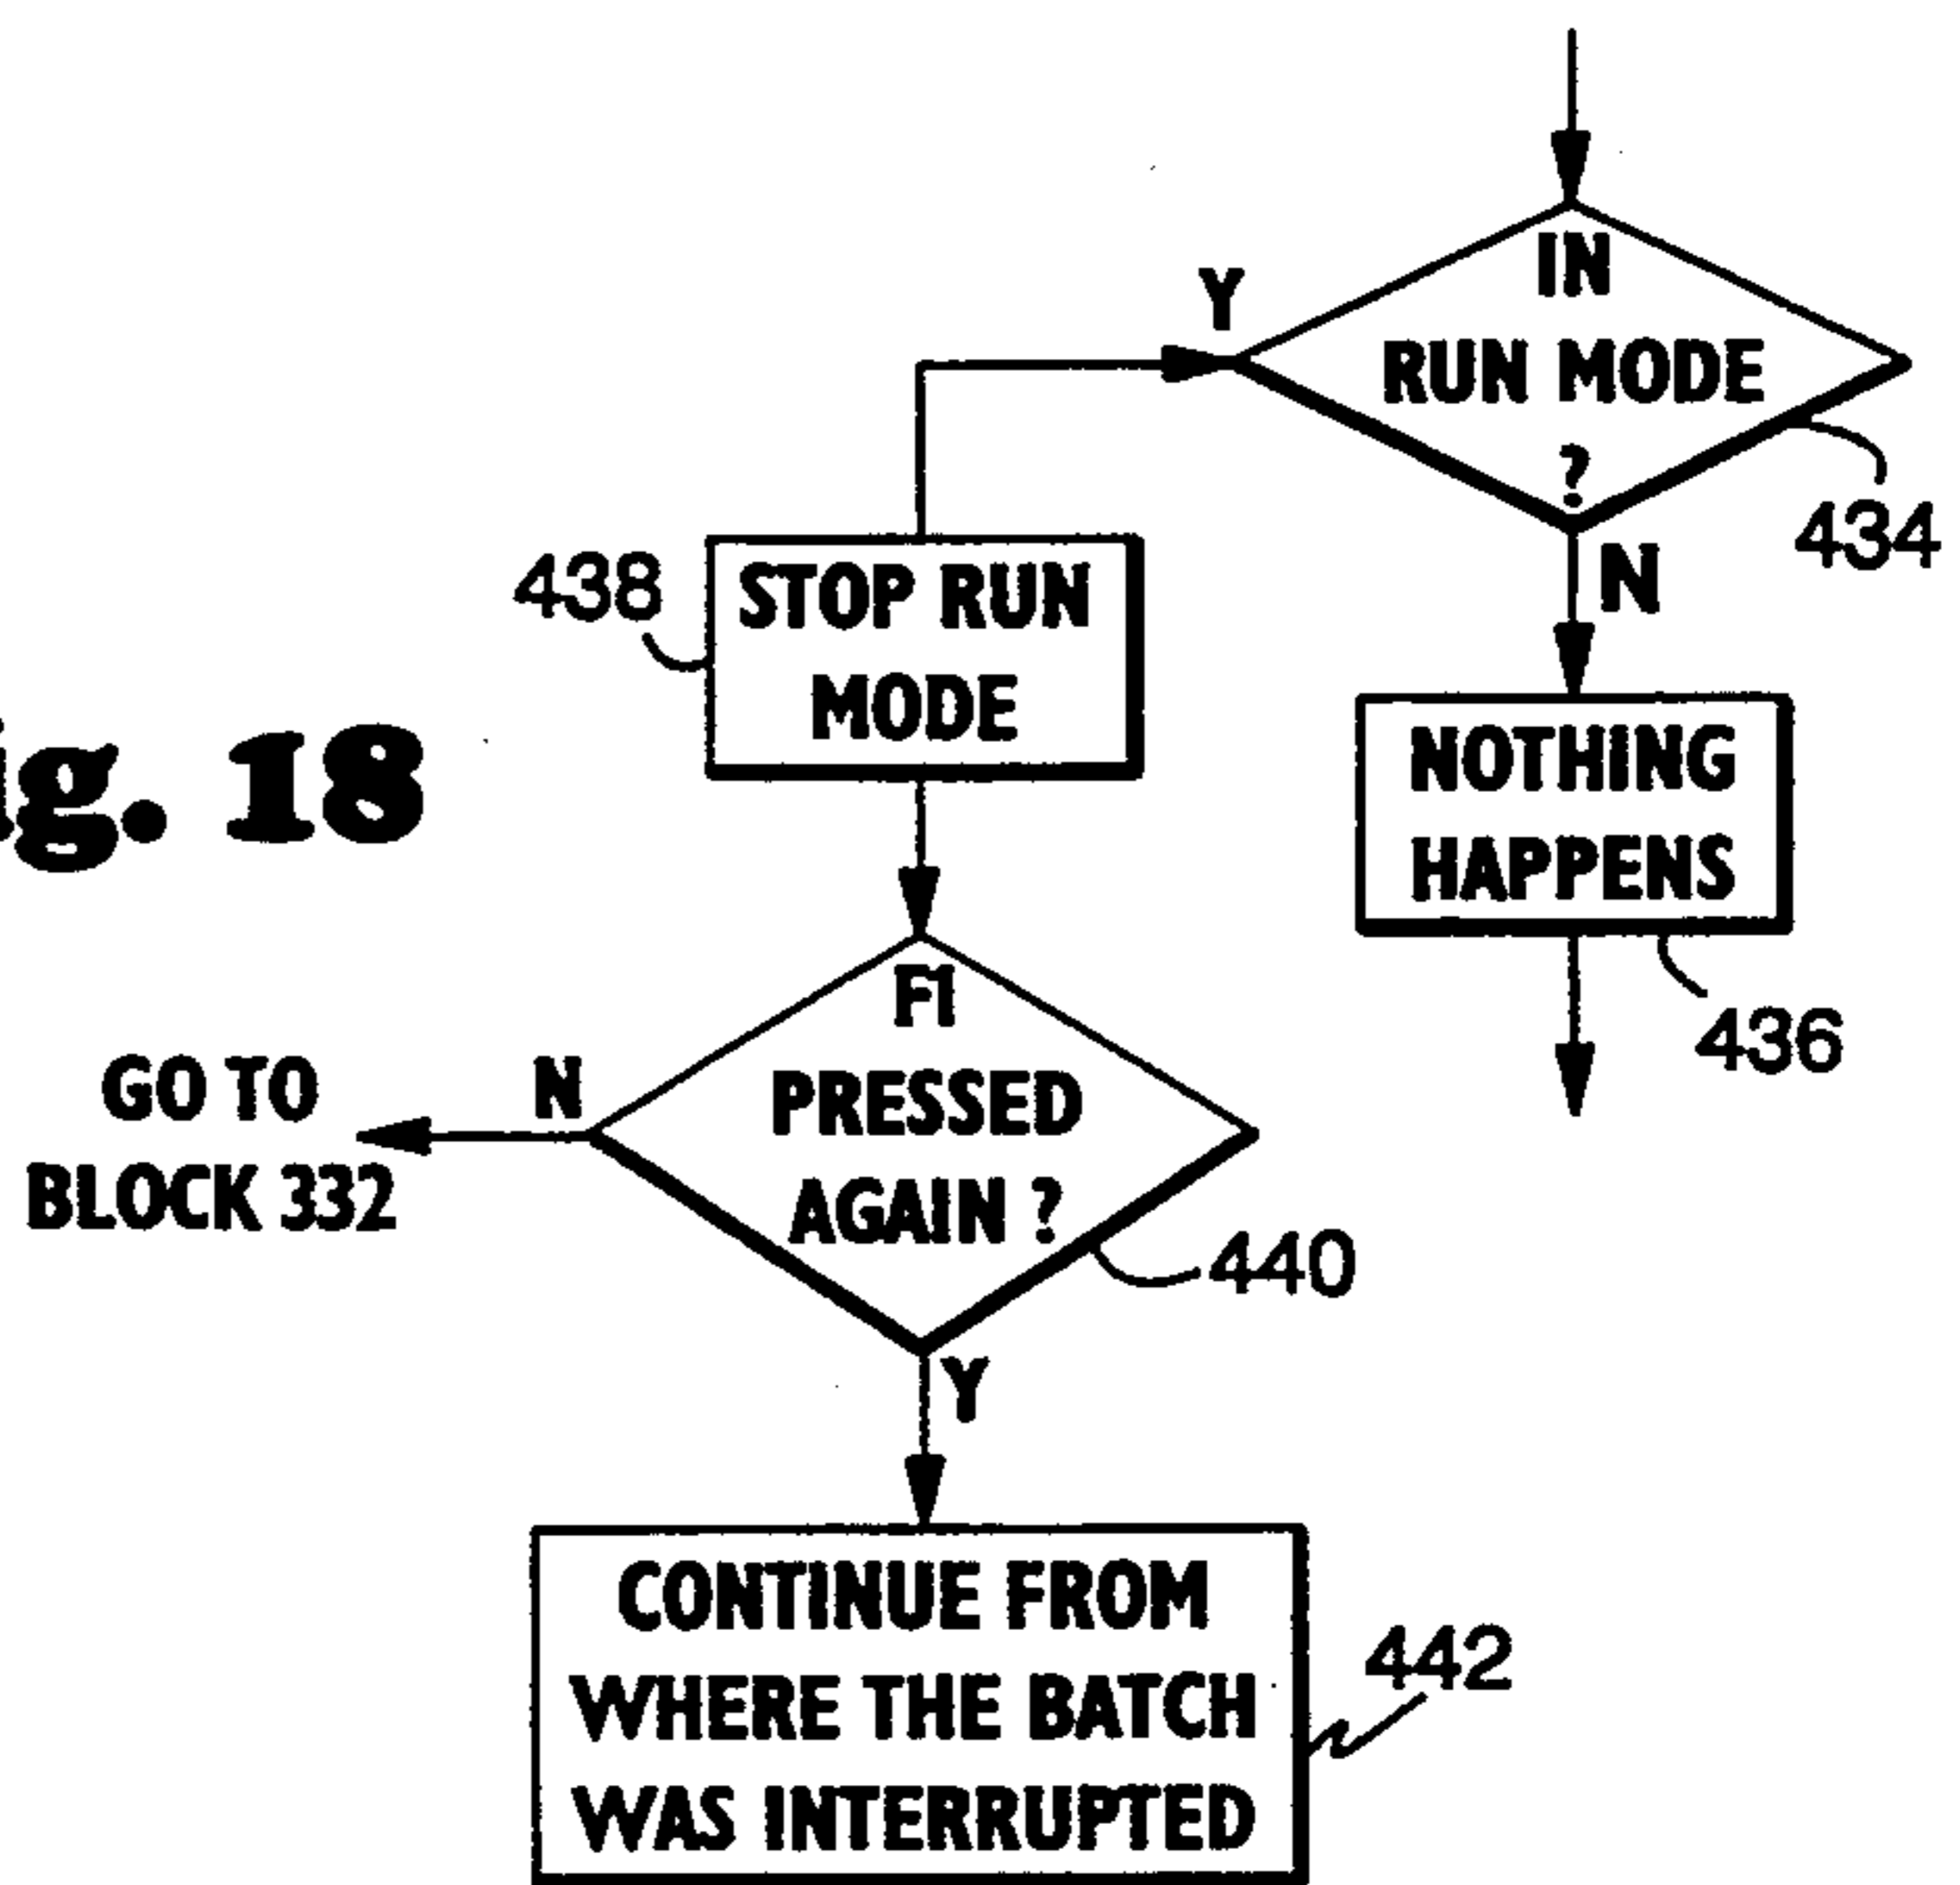 Y
IN
RUN MODE
?
434
N
438
STOP RUN
MODE
NOTHING
HAPPENS
436
g. 18
F1
PRESSED
AGAIN ?
440
N
GO TO
BLOCK 332
Y
CONTINUE FROM
WHERE THE BATCH
WAS INTERRUPTED
442